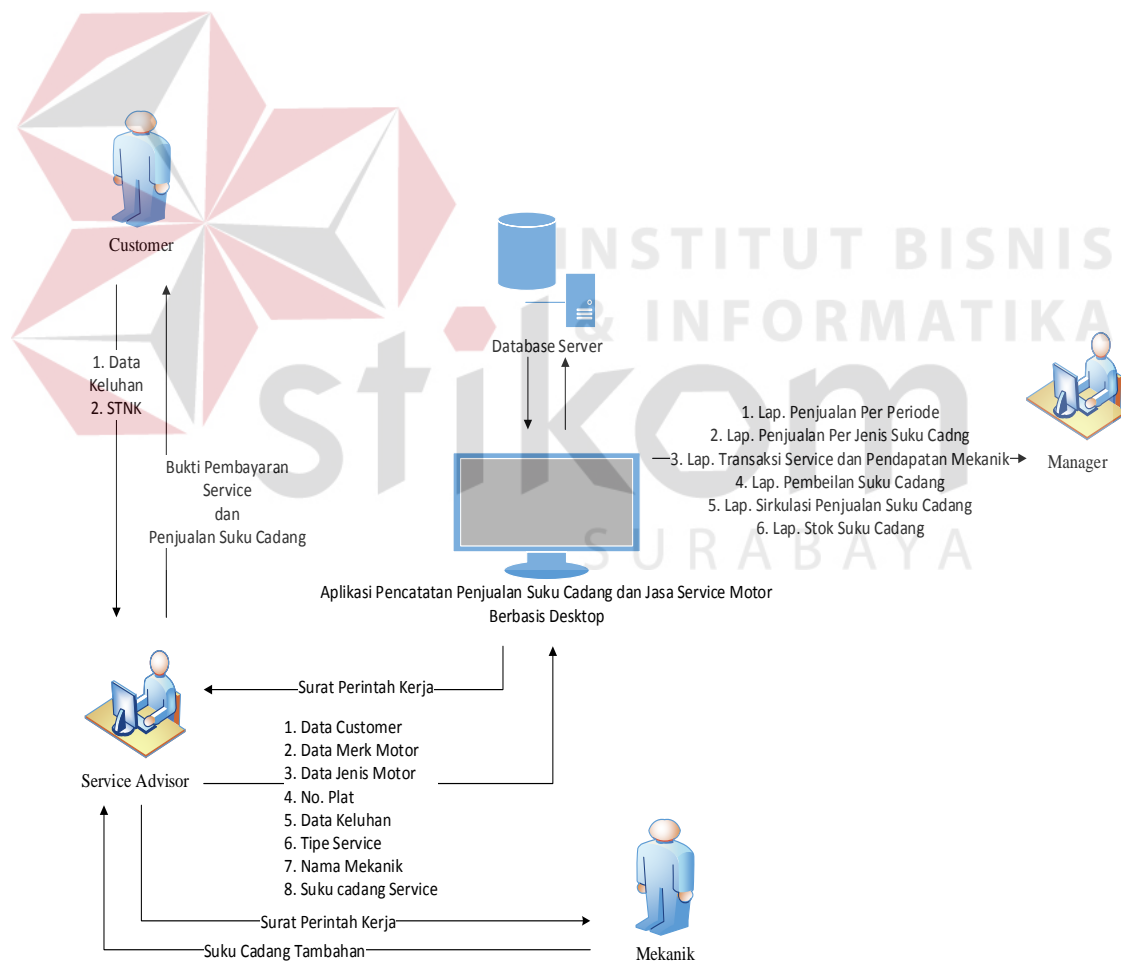 Customer
INSTITUT BISNIS
& INFORMATIKA
stikom
SURABAYA
Database Server
1. Data
Keluhan
2. STNK
Bukti Pembayaran
Service
dan
Penjualan Suku Cadang
1. Lap. Penjualan Per Periode
2. Lap. Penjualan Per Jenis Suku Cadng
3. Lap. Transaksi Service dan Pendapatan Mekanik
4. Lap. Pembeilan Suku Cadang
5. Lap. Sirkulasi Penjualan Suku Cadang
6. Lap. Stok Suku Cadang
Manager
Aplikasi Pencatatan Penjualan Suku Cadang dan Jasa Service Motor
Berbasis Desktop
Surat Perintah Kerja
Service Advisor
1. Data Customer
2. Data Merk Motor
3. Data Jenis Motor
4. No. Plat
5. Data Keluhan
6. Tipe Service
7. Nama Mekanik
8. Suku cadang Service
Surat Perintah Kerja
Suku Cadang Tambahan
Mekanik